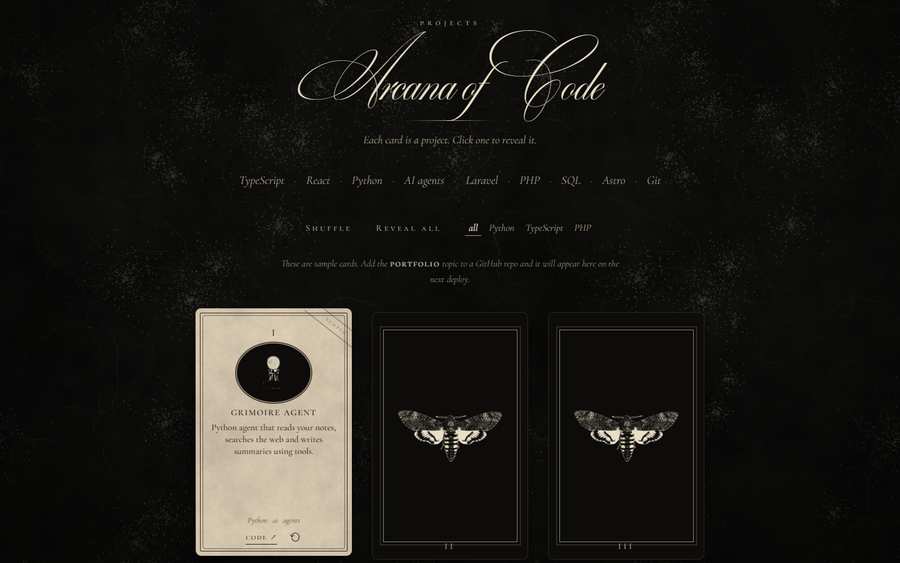 PROJECTS
Arcana of Code
Each card is a project. Click one to reveal it.
TypeScript · React · Python · AI agents · Laravel · PHP · SQL · Astro · Git
SHUFFLE REVEAL ALL all Python TypeScript PHP
These are sample cards. Add the PORTFOLIO topic to a GitHub repo and it will appear here on the
next deploy.
I
GRIMOIRE AGENT
Python agent that reads your notes,
searches the web and writes
summaries using tools.
Python ai agents
CODE
II
III